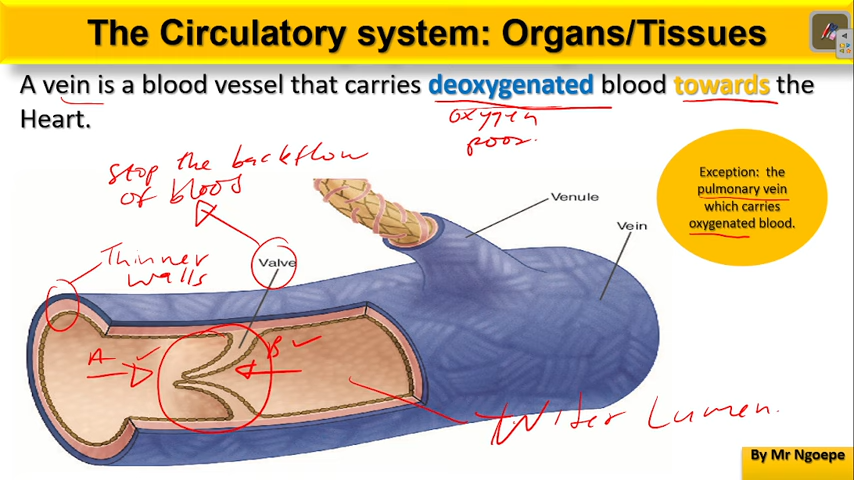 The Circulatory system: Organs/Tissues
A vein is a blood vessel that carries deoxygenated blood towards the
Heart.
oxygen
poor.
stop the backflow
of blood
Exception: the
pulmonary vein
which carries
oxygenated blood.
Venule
Vein
Valve
Thinner
walls
A
B
Wider Lumen.
By Mr Ngoepe